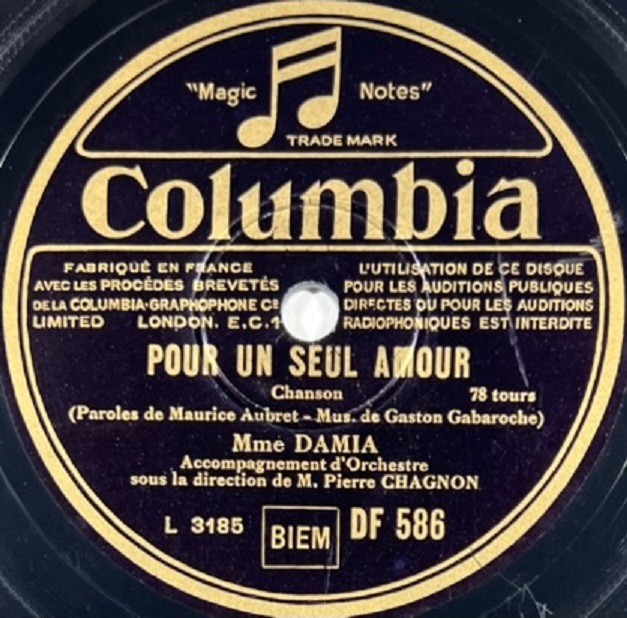 "Magic Notes"
TRADE MARK
Columbia
FABRIQUÉ EN FRANCE
AVEC LES PROCÉDÉS BREVETÉS
DE LA COLUMBIA-GRAPHOPHONE Cº
LIMITED LONDON. E.C.1
L'UTILISATION DE CE DISQUE
POUR LES AUDITIONS PUBLIQUES
DIRECTES OU POUR LES AUDITIONS
RADIOPHONIQUES EST INTERDITE
POUR UN SEUL AMOUR
Chanson 78 tours
(Paroles de Maurice Aubret - Mus. de Gaston Gabaroche)
Mme DAMIA
Accompagnement d'Orchestre
sous la direction de M. Pierre CHAGNON
L 3185 BIEM DF 586